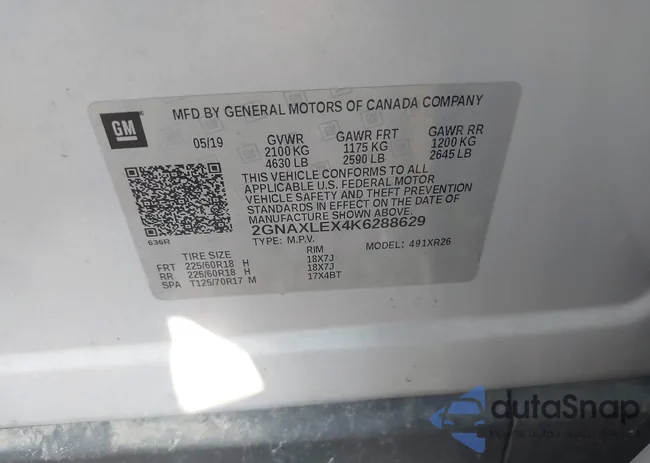 GM
MFD BY GENERAL MOTORS OF CANADA COMPANY
05/19 GVWR GAWR FRT GAWR RR
2100 KG 1175 KG 1200 KG
4630 LB 2590 LB 2645 LB
THIS VEHICLE CONFORMS TO ALL
APPLICABLE U.S. FEDERAL MOTOR
VEHICLE SAFETY AND THEFT PREVENTION
STANDARDS IN EFFECT ON THE DATE OF
MANUFACTURE SHOWN ABOVE.
2GNAXLEX4K6288629
TYPE: M.P.V. MODEL: 491XR26
636R
TIRE SIZE RIM
FRT 225/60R18 H 18X7J
RR 225/60R18 H 18X7J
SPA T125/70R17 M 17X4BT
autaSnap